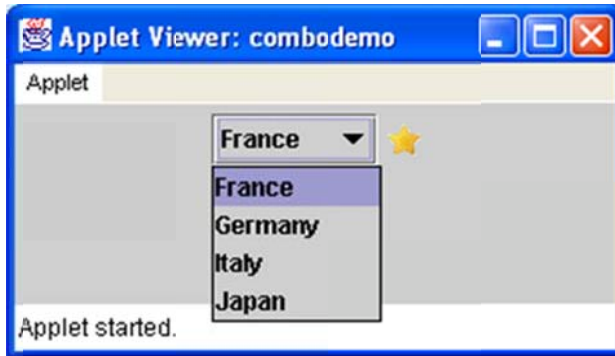 Applet Viewer: combodemo
Applet
France
France
Germany
Italy
Japan
Applet started.